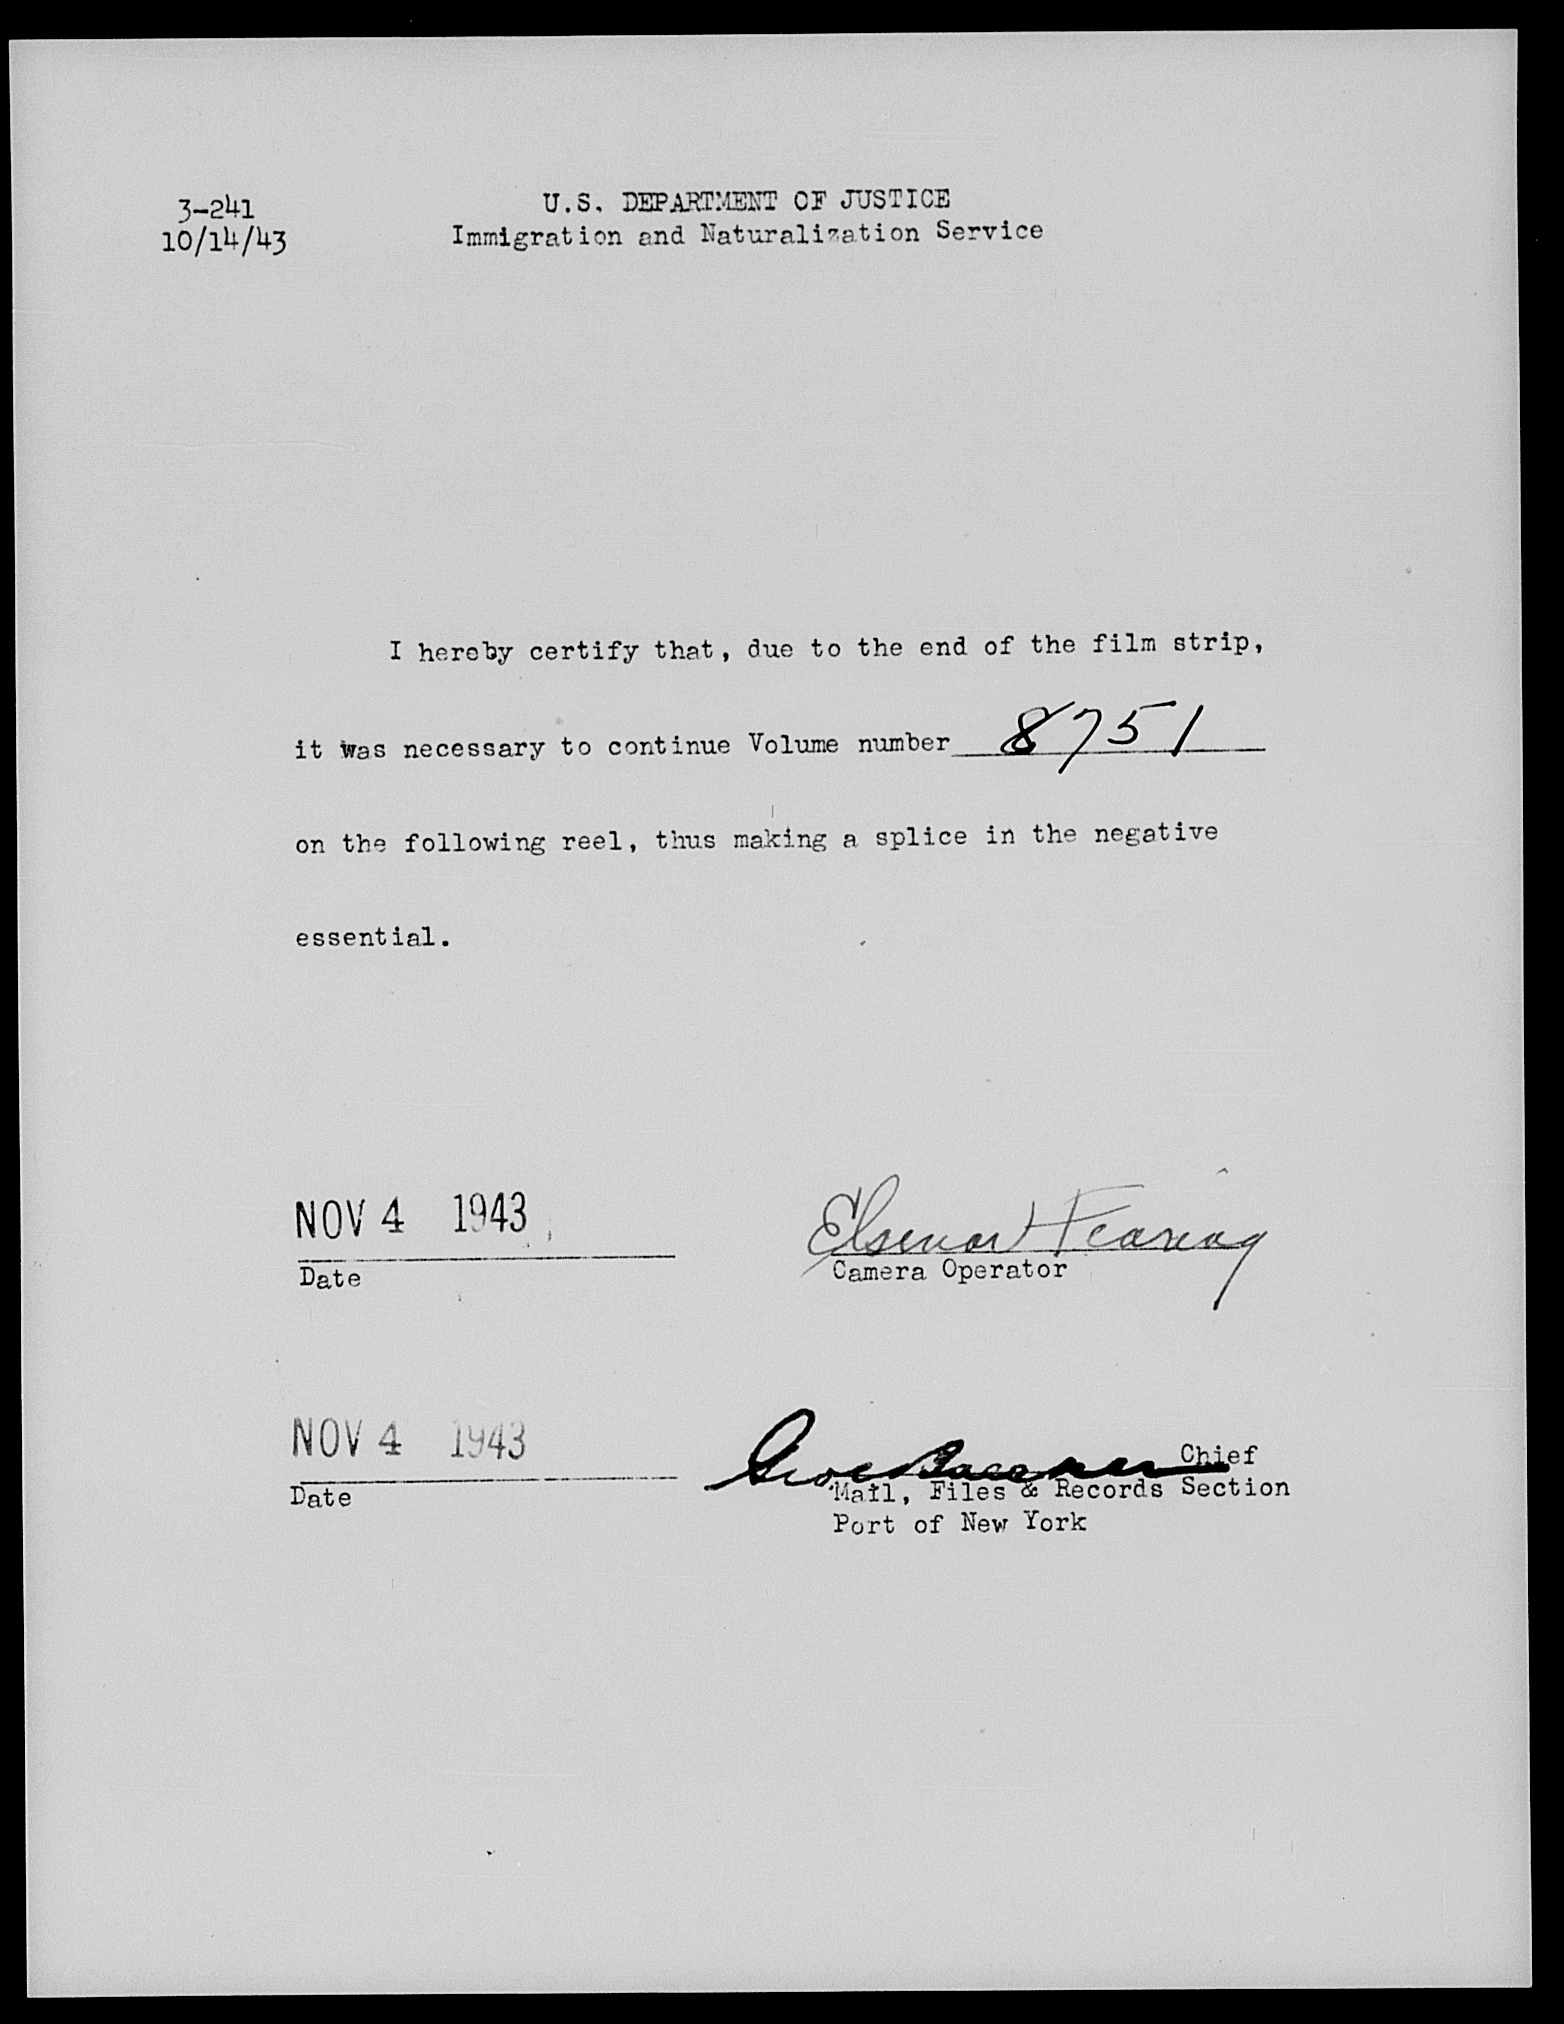 3-241
10/14/43
U.S. DEPARTMENT OF JUSTICE
Immigration and Naturalization Service
I hereby certify that, due to the end of the film strip,
it was necessary to continue Volume number 8751
on the following reel, thus making a splice in the negative
essential.
NOV 4 1943
Date
Elsenor Fearing
Camera Operator
NOV 4 1943
Date
Chief
Mail, Files & Records Section
Port of New York